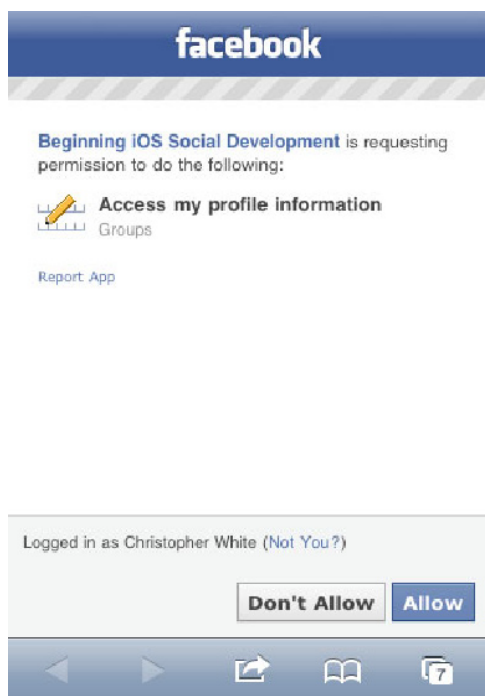 facebook
Beginning iOS Social Development is requesting
permission to do the following:
Access my profile information
Groups
Report App
Logged in as Christopher White (Not You?)
Don't Allow
Allow
7